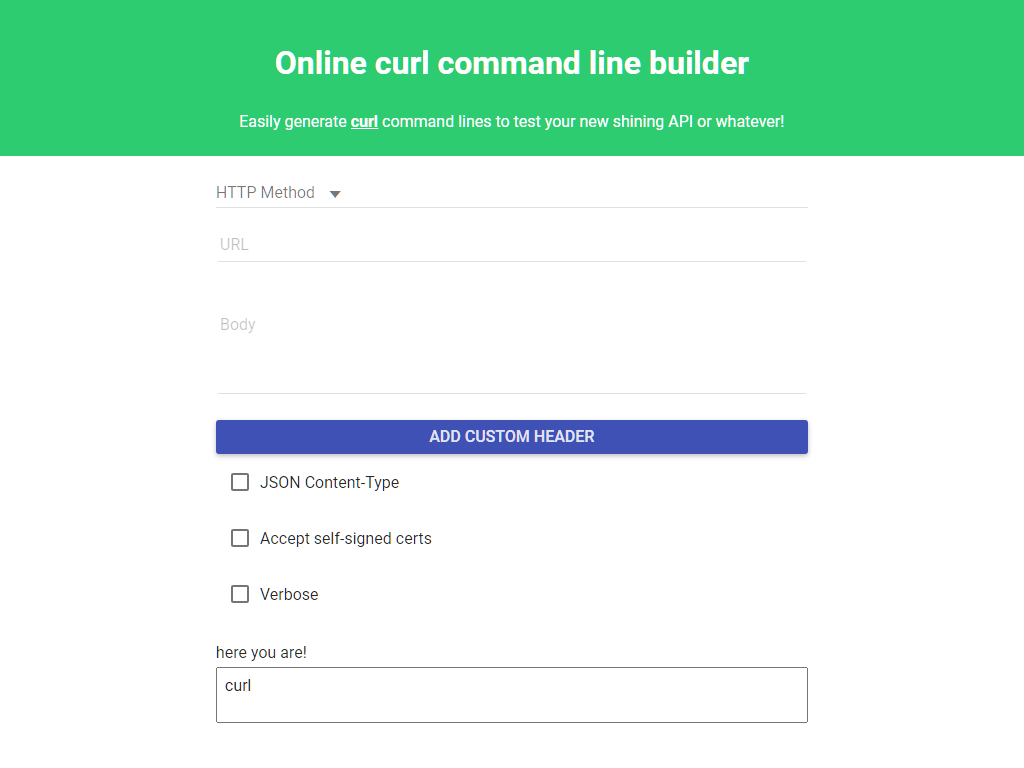 Online curl command line builder
Easily generate curl command lines to test your new shining API or whatever!
HTTP Method
URL
Body
ADD CUSTOM HEADER
JSON Content-Type
Accept self-signed certs
Verbose
here you are!
curl